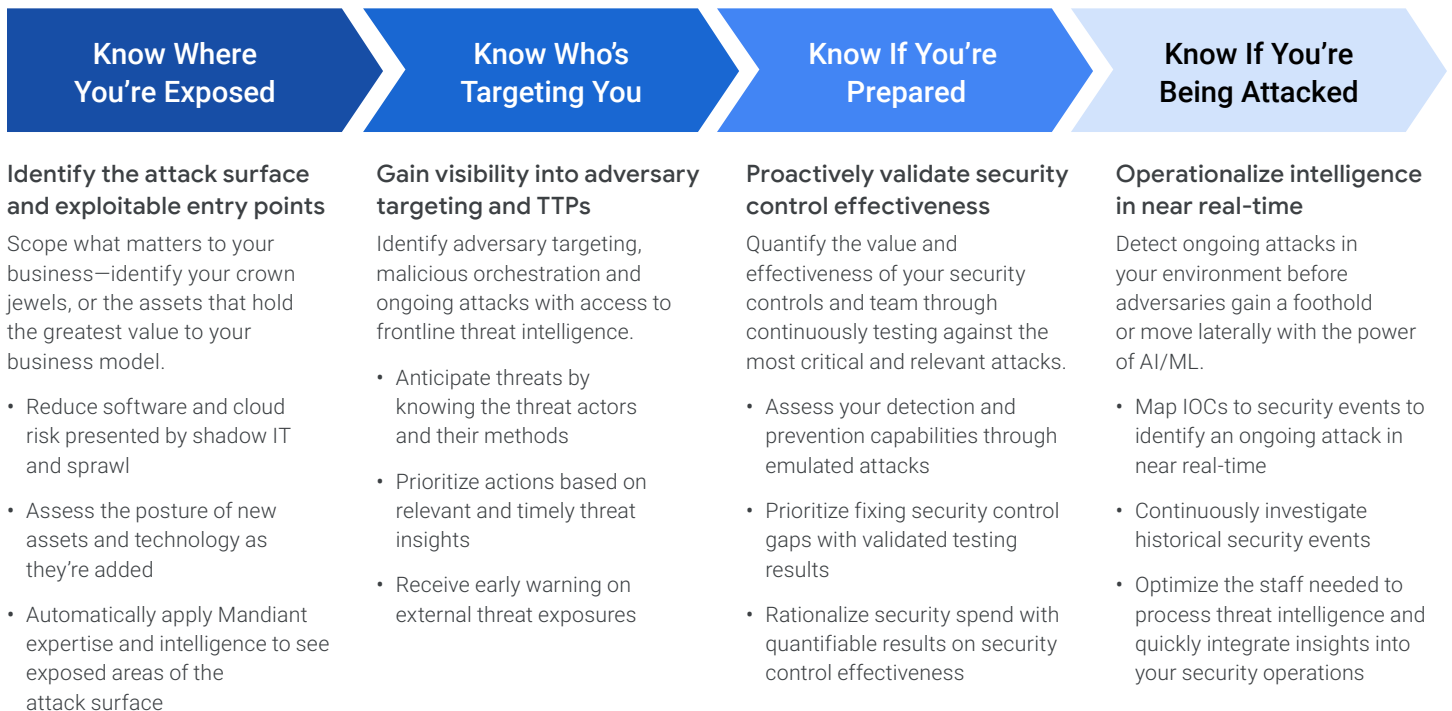 Know Where
You're Exposed
Know Who's
Targeting You
Know If You're
Prepared
Know If You're
Being Attacked
Identify the attack surface
and exploitable entry points
Scope what matters to your
business—identify your crown
jewels, or the assets that hold
the greatest value to your
business model.
• Reduce software and cloud
risk presented by shadow IT
and sprawl
• Assess the posture of new
assets and technology as
they're added
• Automatically apply Mandiant
expertise and intelligence to see
exposed areas of the
attack surface
Gain visibility into adversary
targeting and TTPs
Identify adversary targeting,
malicious orchestration and
ongoing attacks with access to
frontline threat intelligence.
• Anticipate threats by
knowing the threat actors
and their methods
• Prioritize actions based on
relevant and timely threat
insights
• Receive early warning on
external threat exposures
Proactively validate security
control effectiveness
Quantify the value and
effectiveness of your security
controls and team through
continuously testing against the
most critical and relevant attacks.
• Assess your detection and
prevention capabilities through
emulated attacks
• Prioritize fixing security control
gaps with validated testing
results
• Rationalize security spend with
quantifiable results on security
control effectiveness
Operationalize intelligence
in near real-time
Detect ongoing attacks in
your environment before
adversaries gain a foothold
or move laterally with the power
of AI/ML.
• Map IOCs to security events to
identify an ongoing attack in
near real-time
• Continuously investigate
historical security events
• Optimize the staff needed to
process threat intelligence and
quickly integrate insights into
your security operations